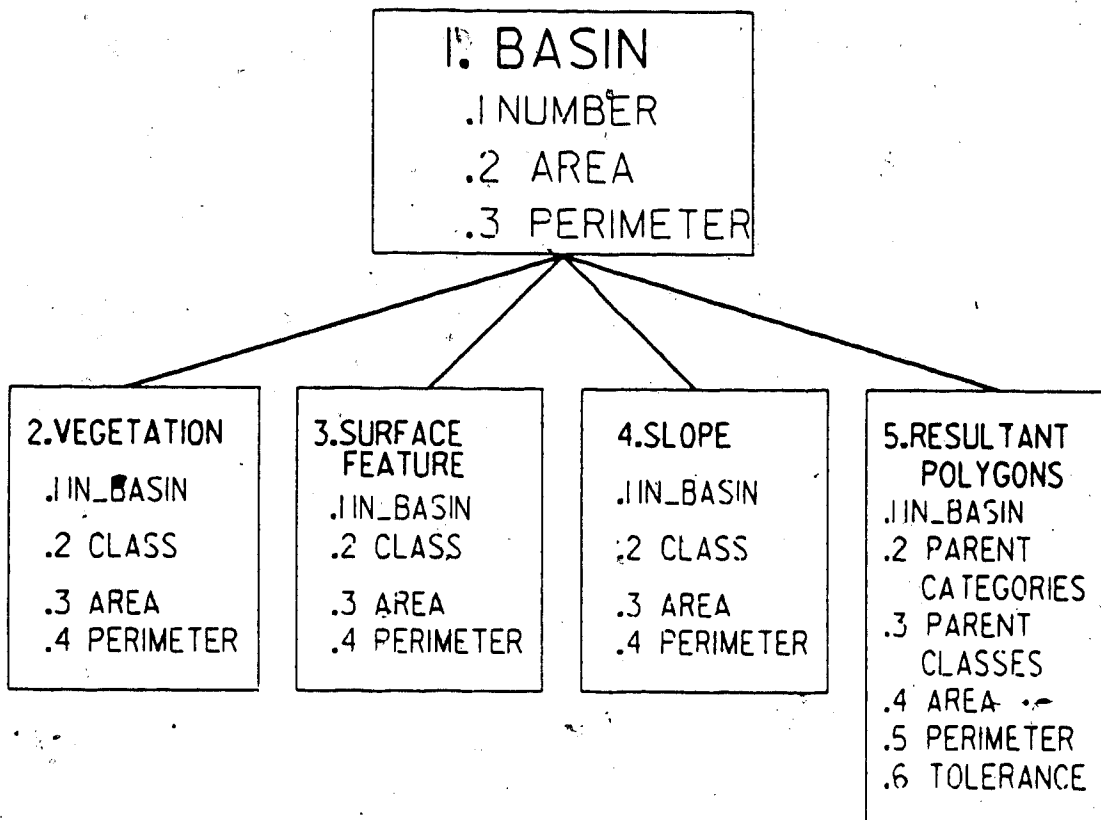 1. BASIN
.1 NUMBER
.2 AREA
.3 PERIMETER
2.VEGETATION
.1 IN_BASIN
.2 CLASS
.3 AREA
.4 PERIMETER
3.SURFACE
FEATURE
.1 IN_BASIN
.2 CLASS
.3 AREA
.4 PERIMETER
4.SLOPE
.1 IN_BASIN
.2 CLASS
.3 AREA
.4 PERIMETER
5.RESULTANT
POLYGONS
.1 IN_BASIN
.2 PARENT
CATEGORIES
.3 PARENT
CLASSES
.4 AREA
.5 PERIMETER
.6 TOLERANCE